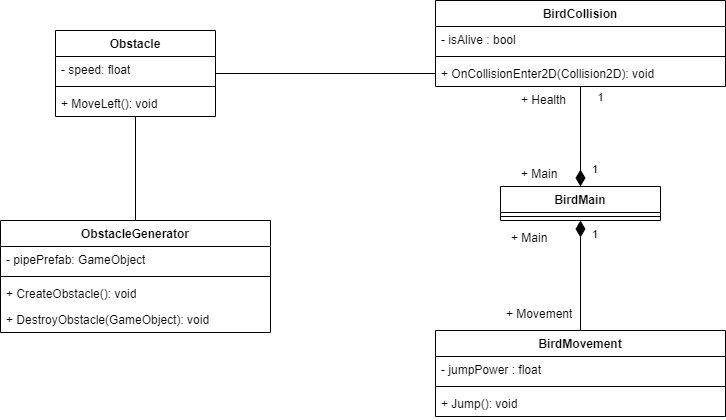 BirdCollision
- isAlive : bool
+ OnCollisionEnter2D(Collision2D): void
Obstacle
- speed: float
+ MoveLeft(): void
+ Health
1
+ Main
1
BirdMain
+ Main
1
ObstacleGenerator
- pipePrefab: GameObject
+ CreateObstacle(): void
+ DestroyObstacle(GameObject): void
+ Movement
BirdMovement
- jumpPower : float
+ Jump(): void